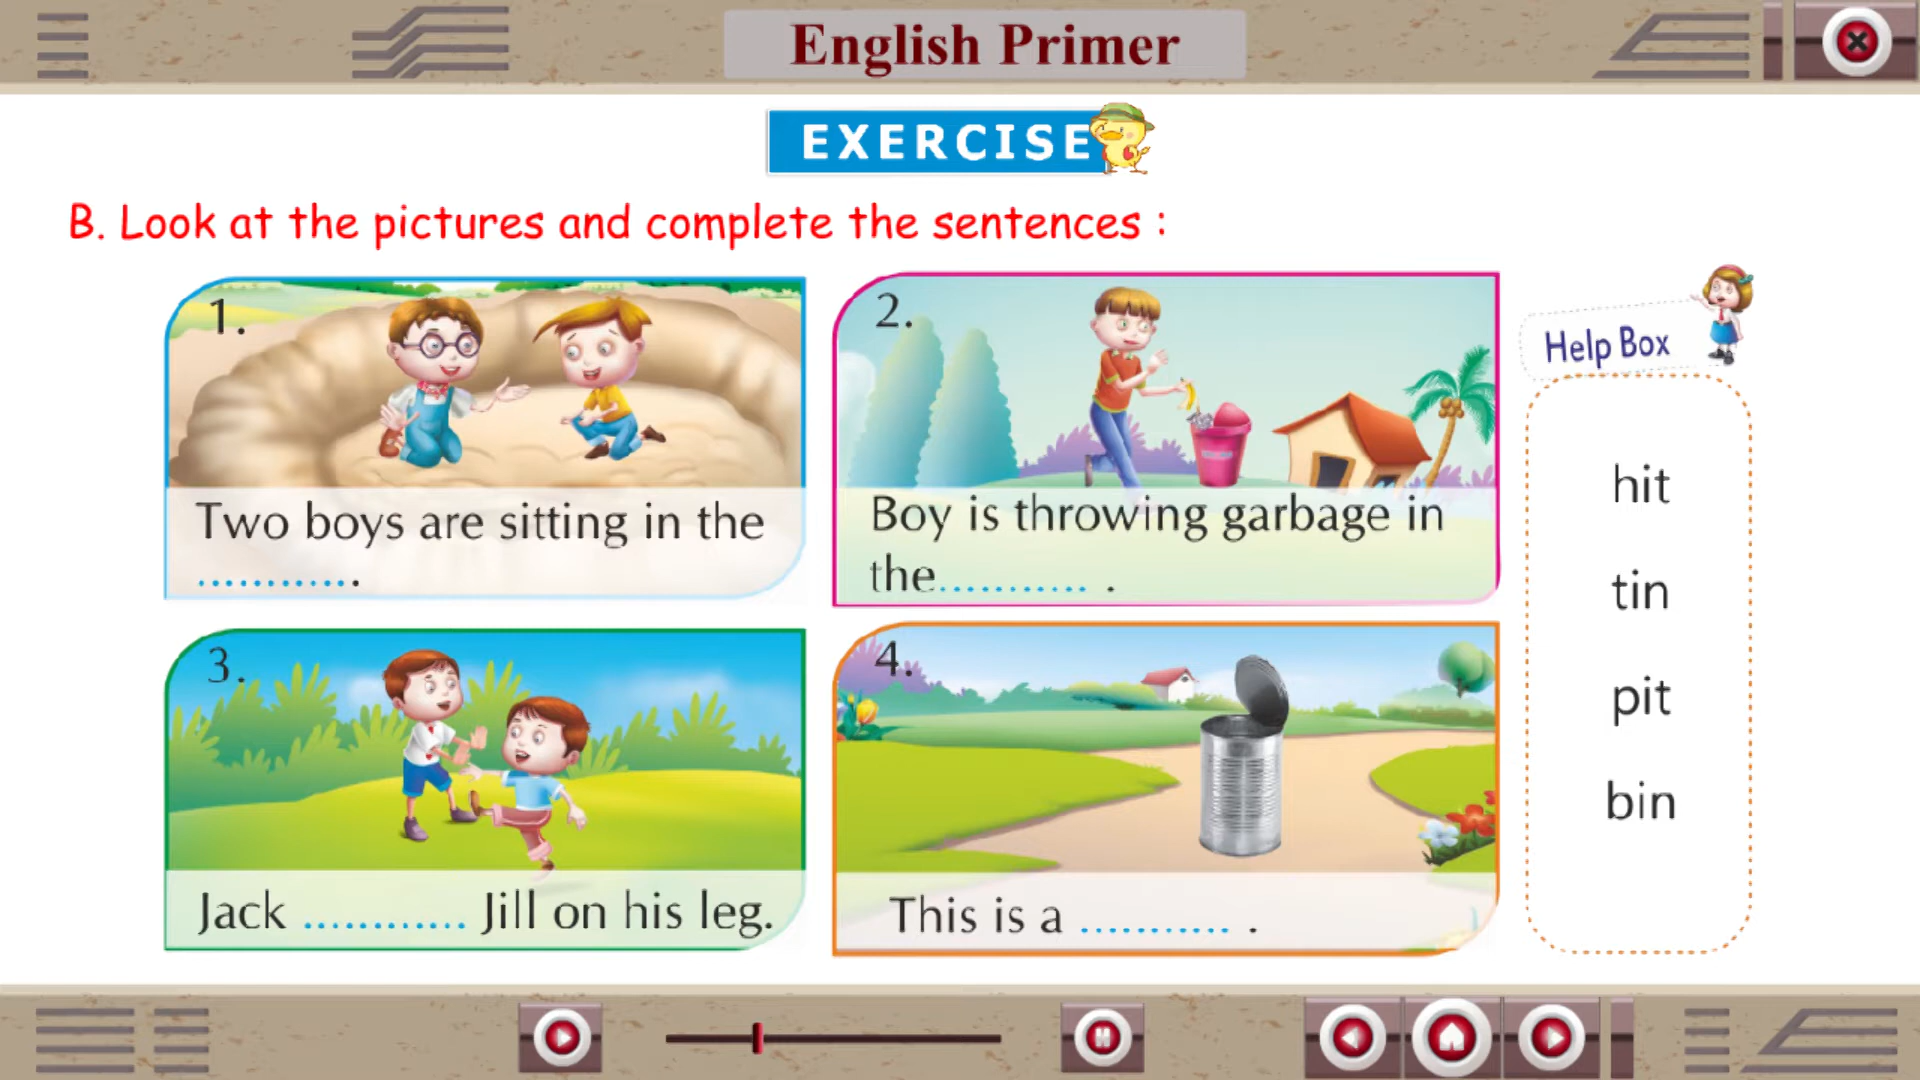 English Primer
EXERCISE
B. Look at the pictures and complete the sentences :
1.
Two boys are sitting in the
............
2.
Boy is throwing garbage in
the........... .
3.
Jack ............ Jill on his leg.
4.
This is a ........... .
Help Box
hit
tin
pit
bin